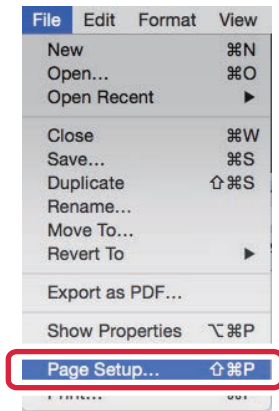 File Edit Format View
New ⌘N
Open... ⌘O
Open Recent ▶
Close ⌘W
Save... ⌘S
Duplicate ⇧⌘S
Rename...
Move To...
Revert To ▶
Export as PDF...
Show Properties ⌥⌘P
Page Setup... ⇧⌘P